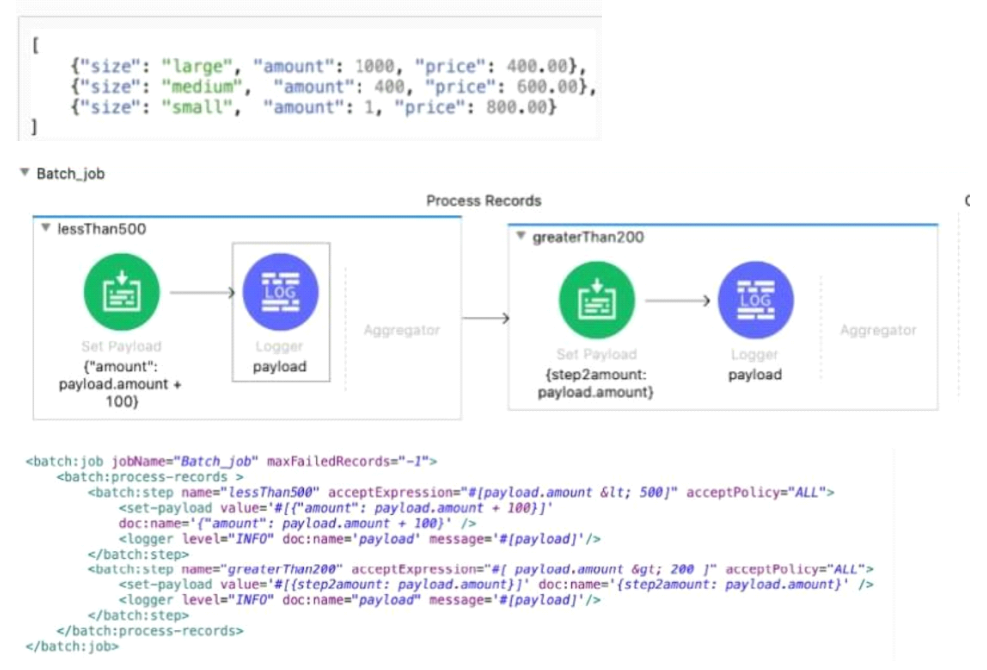 [
{"size": "large", "amount": 1000, "price": 400.00},
{"size": "medium", "amount": 400, "price": 600.00},
{"size": "small", "amount": 1, "price": 800.00}
]
Batch_job
Process Records
lessThan500
LOG
Set Payload
{"amount":
payload.amount +
100}
Logger
payload
Aggregator
greaterThan200
LOG
Set Payload
{step2amount:
payload.amount}
Logger
payload
Aggregator
<batch:job jobName="Batch_job" maxFailedRecords="-1">
<batch:process-records >
<batch:step name="lessThan500" acceptExpression="#[payload.amount &lt; 500]" acceptPolicy="ALL">
<set-payload value='#[{"amount": payload.amount + 100}]'
doc:name='{"amount": payload.amount + 100}' />
<logger level="INFO" doc:name='payload' message='#[payload]'/>
</batch:step>
<batch:step name="greaterThan200" acceptExpression="#[ payload.amount &gt; 200 ]" acceptPolicy="ALL">
<set-payload value='#[{step2amount: payload.amount}]' doc:name='{step2amount: payload.amount}' />
<logger level="INFO" doc:name="payload" message='#[payload]'/>
</batch:step>
</batch:process-records>
</batch:job>